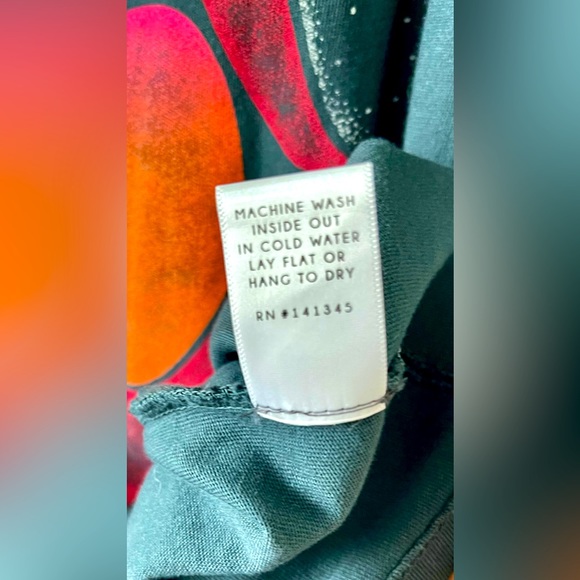 MACHINE WASH
INSIDE OUT
IN COLD WATER
LAY FLAT OR
HANG TO DRY
RN #141345